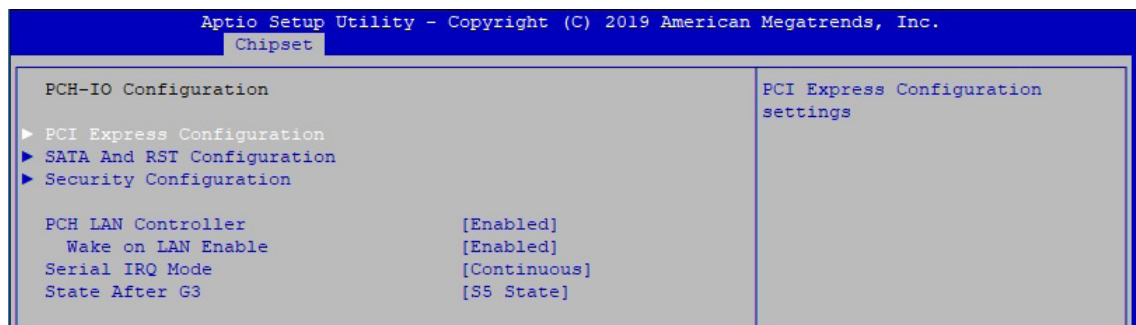 Aptio Setup Utility - Copyright (C) 2019 American Megatrends, Inc.
Chipset
PCH-IO Configuration
► PCI Express Configuration
► SATA And RST Configuration
► Security Configuration
PCH LAN Controller [Enabled]
Wake on LAN Enable [Enabled]
Serial IRQ Mode [Continuous]
State After G3 [S5 State]
PCI Express Configuration
settings